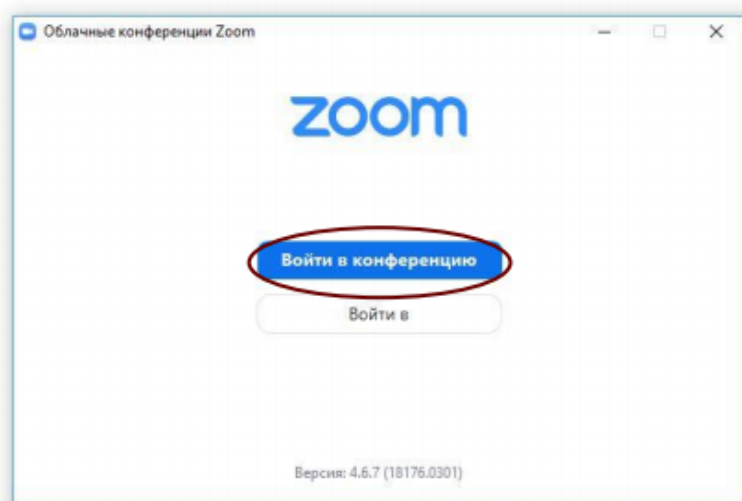 Облачные конференции Zoom
zoom
Войти в конференцию
Войти в
Версия: 4.6.7 (18176.0301)